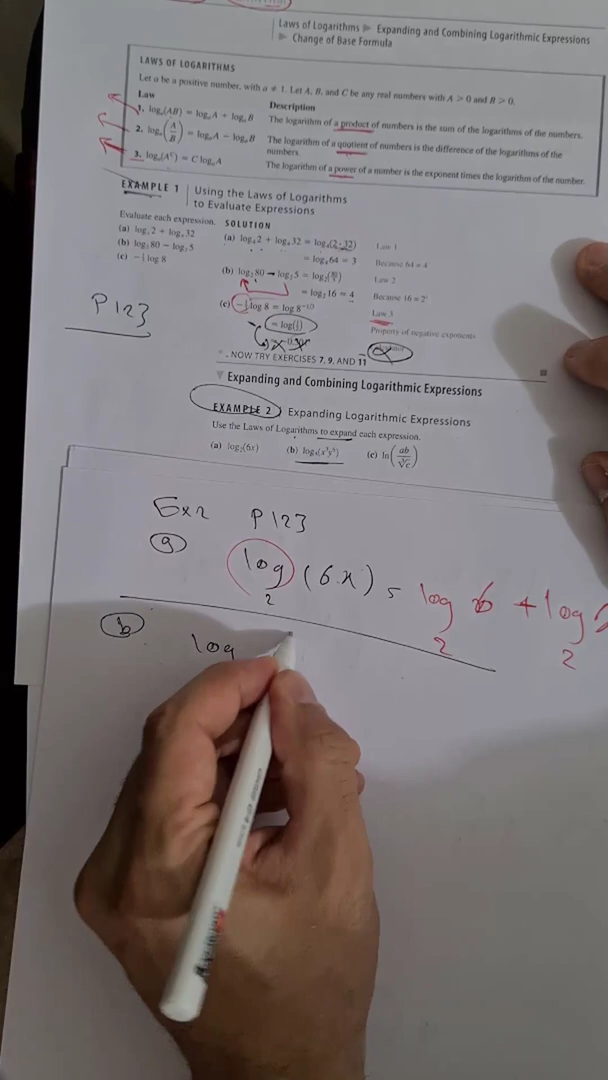 Laws of Logarithms ▶ Expanding and Combining Logarithmic Expressions
▶ Change of Base Formula
LAWS OF LOGARITHMS
Let a be a positive number, with a ≠ 1. Let A, B, and C be any real numbers with A > 0 and B > 0.
Law Description
1. logₐ(AB) = logₐ A + logₐ B The logarithm of a product of numbers is the sum of the logarithms of the numbers.
2. logₐ(A/B) = logₐ A − logₐ B The logarithm of a quotient of numbers is the difference of the logarithms of the numbers.
3. logₐ(Aᶜ) = C logₐ A The logarithm of a power of a number is the exponent times the logarithm of the number.
EXAMPLE 1 | Using the Laws of Logarithms
to Evaluate Expressions
Evaluate each expression. SOLUTION
(a) log₄ 2 + log₄ 32 (a) log₄ 2 + log₄ 32 = log₄(2 · 32) Law 1
(b) log₂ 80 − log₂ 5 = log₄ 64 = 3 Because 64 = 4
(c) −⅓ log 8 (b) log₂ 80 − log₂ 5 = log₂(80/5) Law 2
= log₂ 16 = 4 Because 16 = 2
(c) −⅓ log 8 = log 8⁻¹ᐟ³ Law 3
P123 = log(½) Property of negative exponents
NOW TRY EXERCISES 7, 9, AND 11
▼ Expanding and Combining Logarithmic Expressions
EXAMPLE 2 | Expanding Logarithmic Expressions
Use the Laws of Logarithms to expand each expression.
(a) log₂(6x) (b) log₅(x³y⁶) (c) ln(ab/∛c)
Ex2 P123
a log₂(6x) = log₂ 6 + log₂
b log